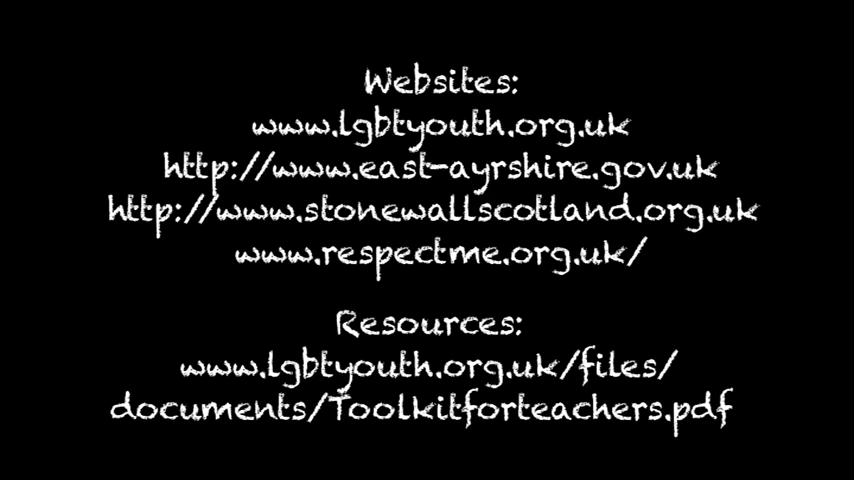 Websites:
www.lgbtyouth.org.uk
http://www.east-ayrshire.gov.uk
http://www.stonewallscotland.org.uk
www.respectme.org.uk/
Resources:
www.lgbtyouth.org.uk/files/
documents/Toolkitforteachers.pdf